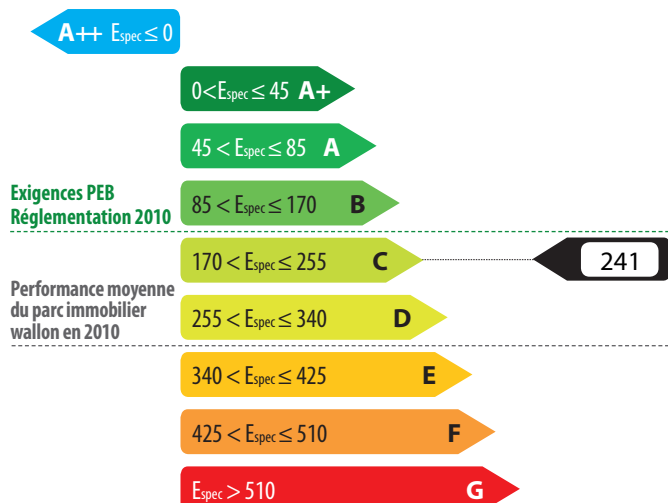 A++ Espec ≤ 0
0<Espec ≤ 45 A+
45 < Espec ≤ 85 A
Exigences PEB
Réglementation 2010
85 < Espec ≤ 170 B
170 < Espec ≤ 255 C
241
Performance moyenne
du parc immobilier
wallon en 2010
255 < Espec ≤ 340 D
340 < Espec ≤ 425 E
425 < Espec ≤ 510 F
Espec > 510 G